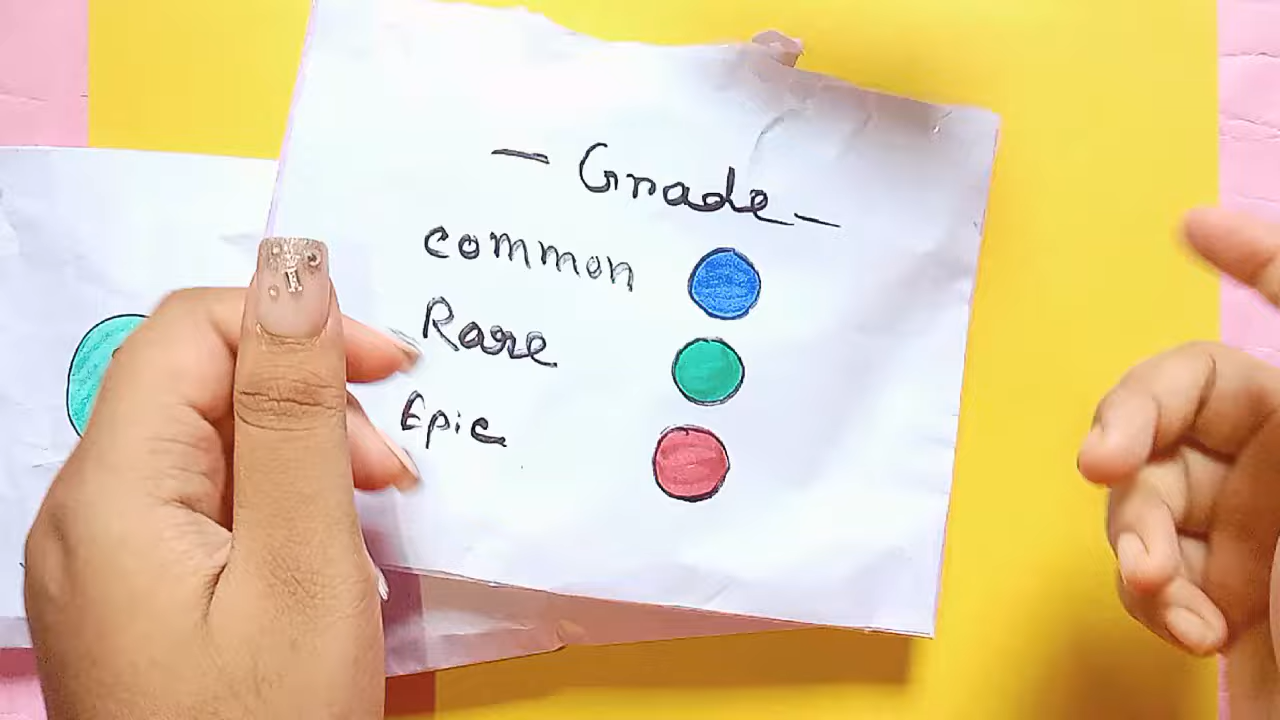 — Grade —
common
Rare
Epic